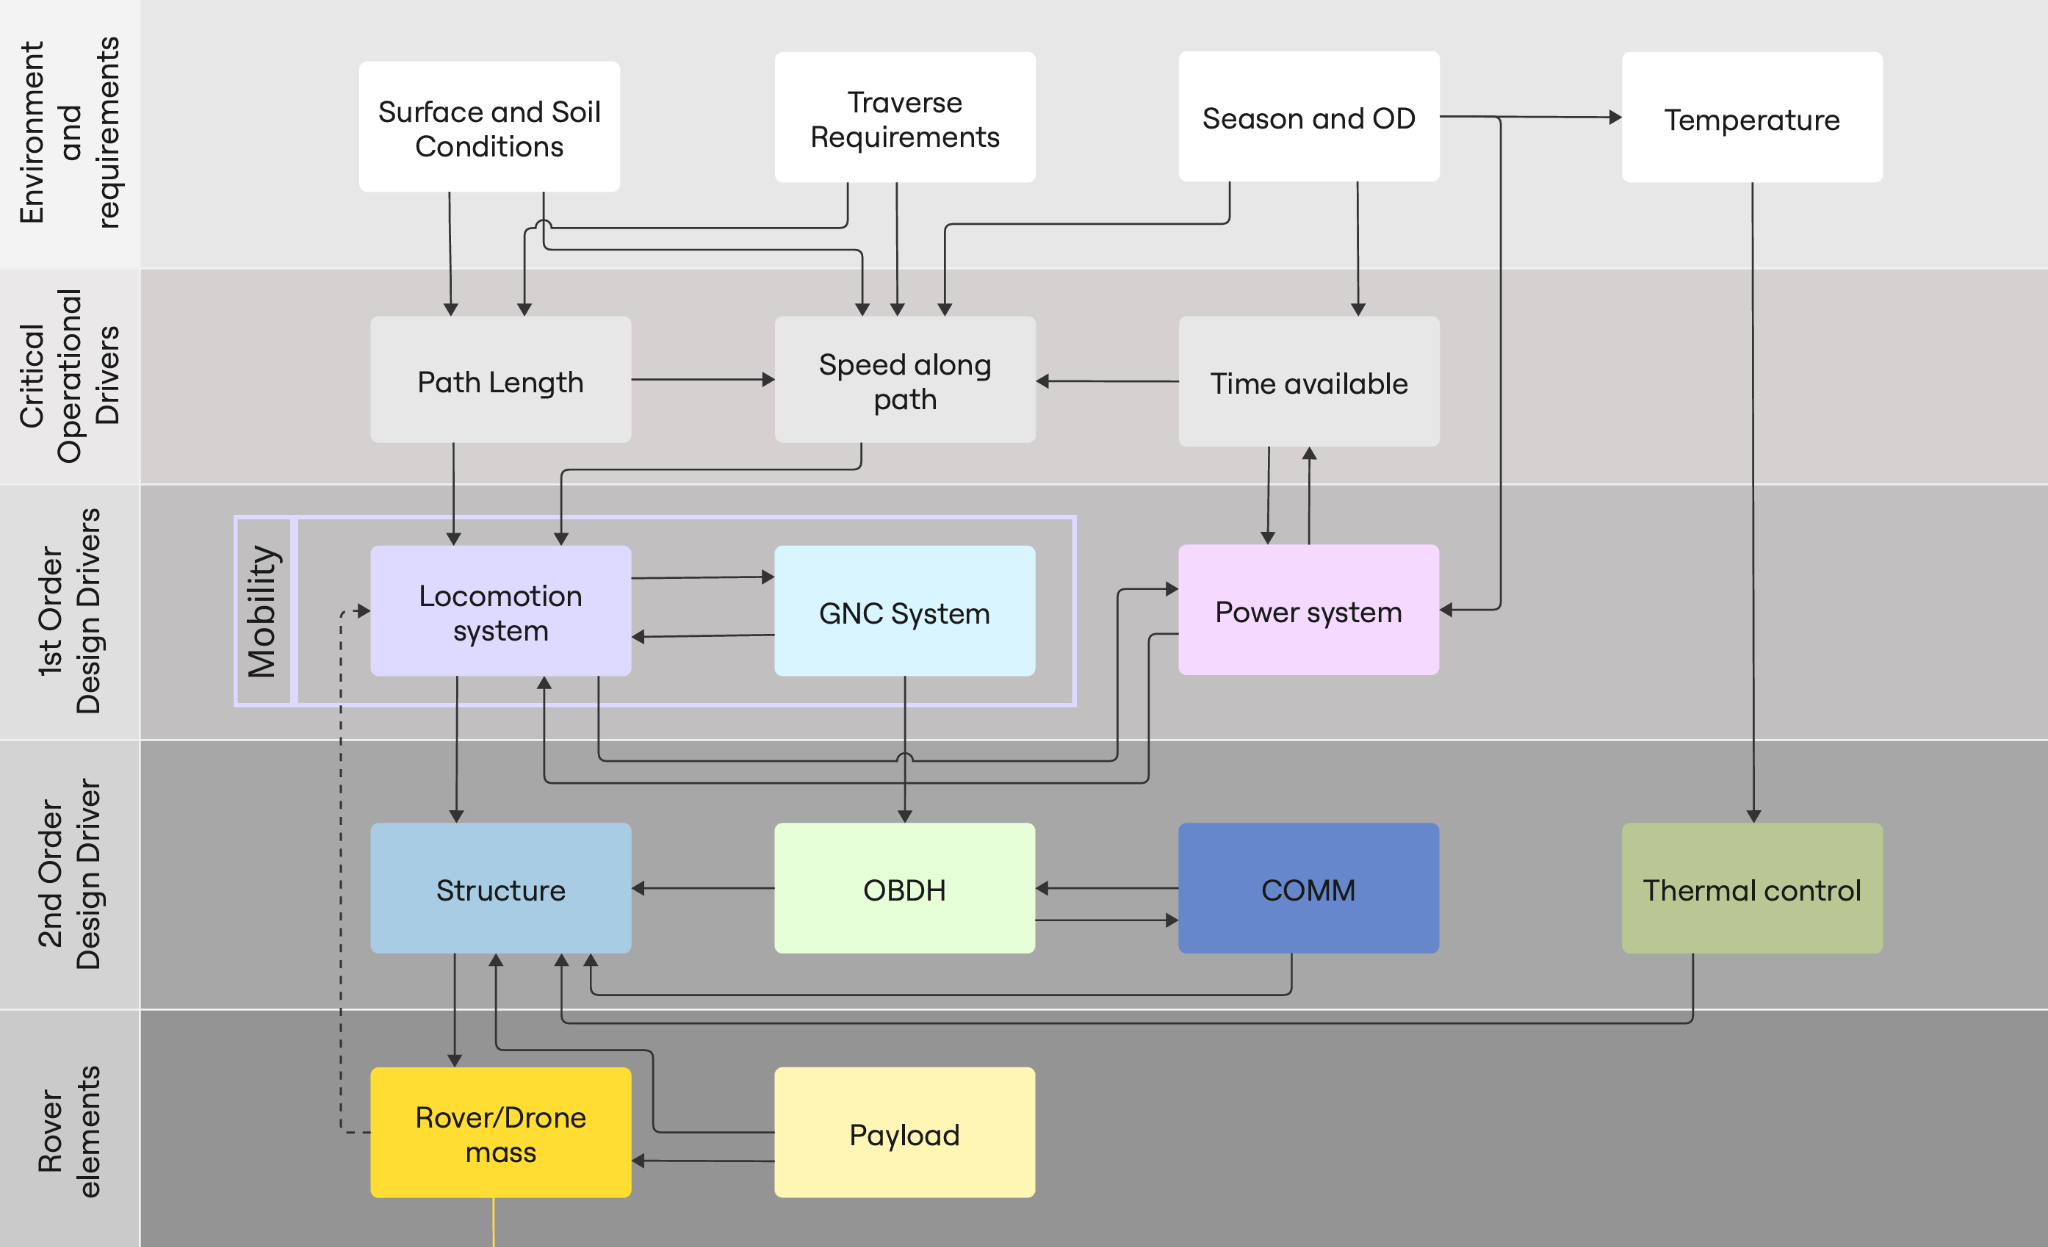 Environment
and
requirements
Surface and Soil
Conditions
Traverse
Requirements
Season and OD
Temperature
Critical
Operational
Drivers
Path Length
Speed along
path
Time available
1st Order
Design Drivers
Mobility
Locomotion
system
GNC System
Power system
2nd Order
Design Driver
Structure
OBDH
COMM
Thermal control
Rover
elements
Rover/Drone
mass
Payload